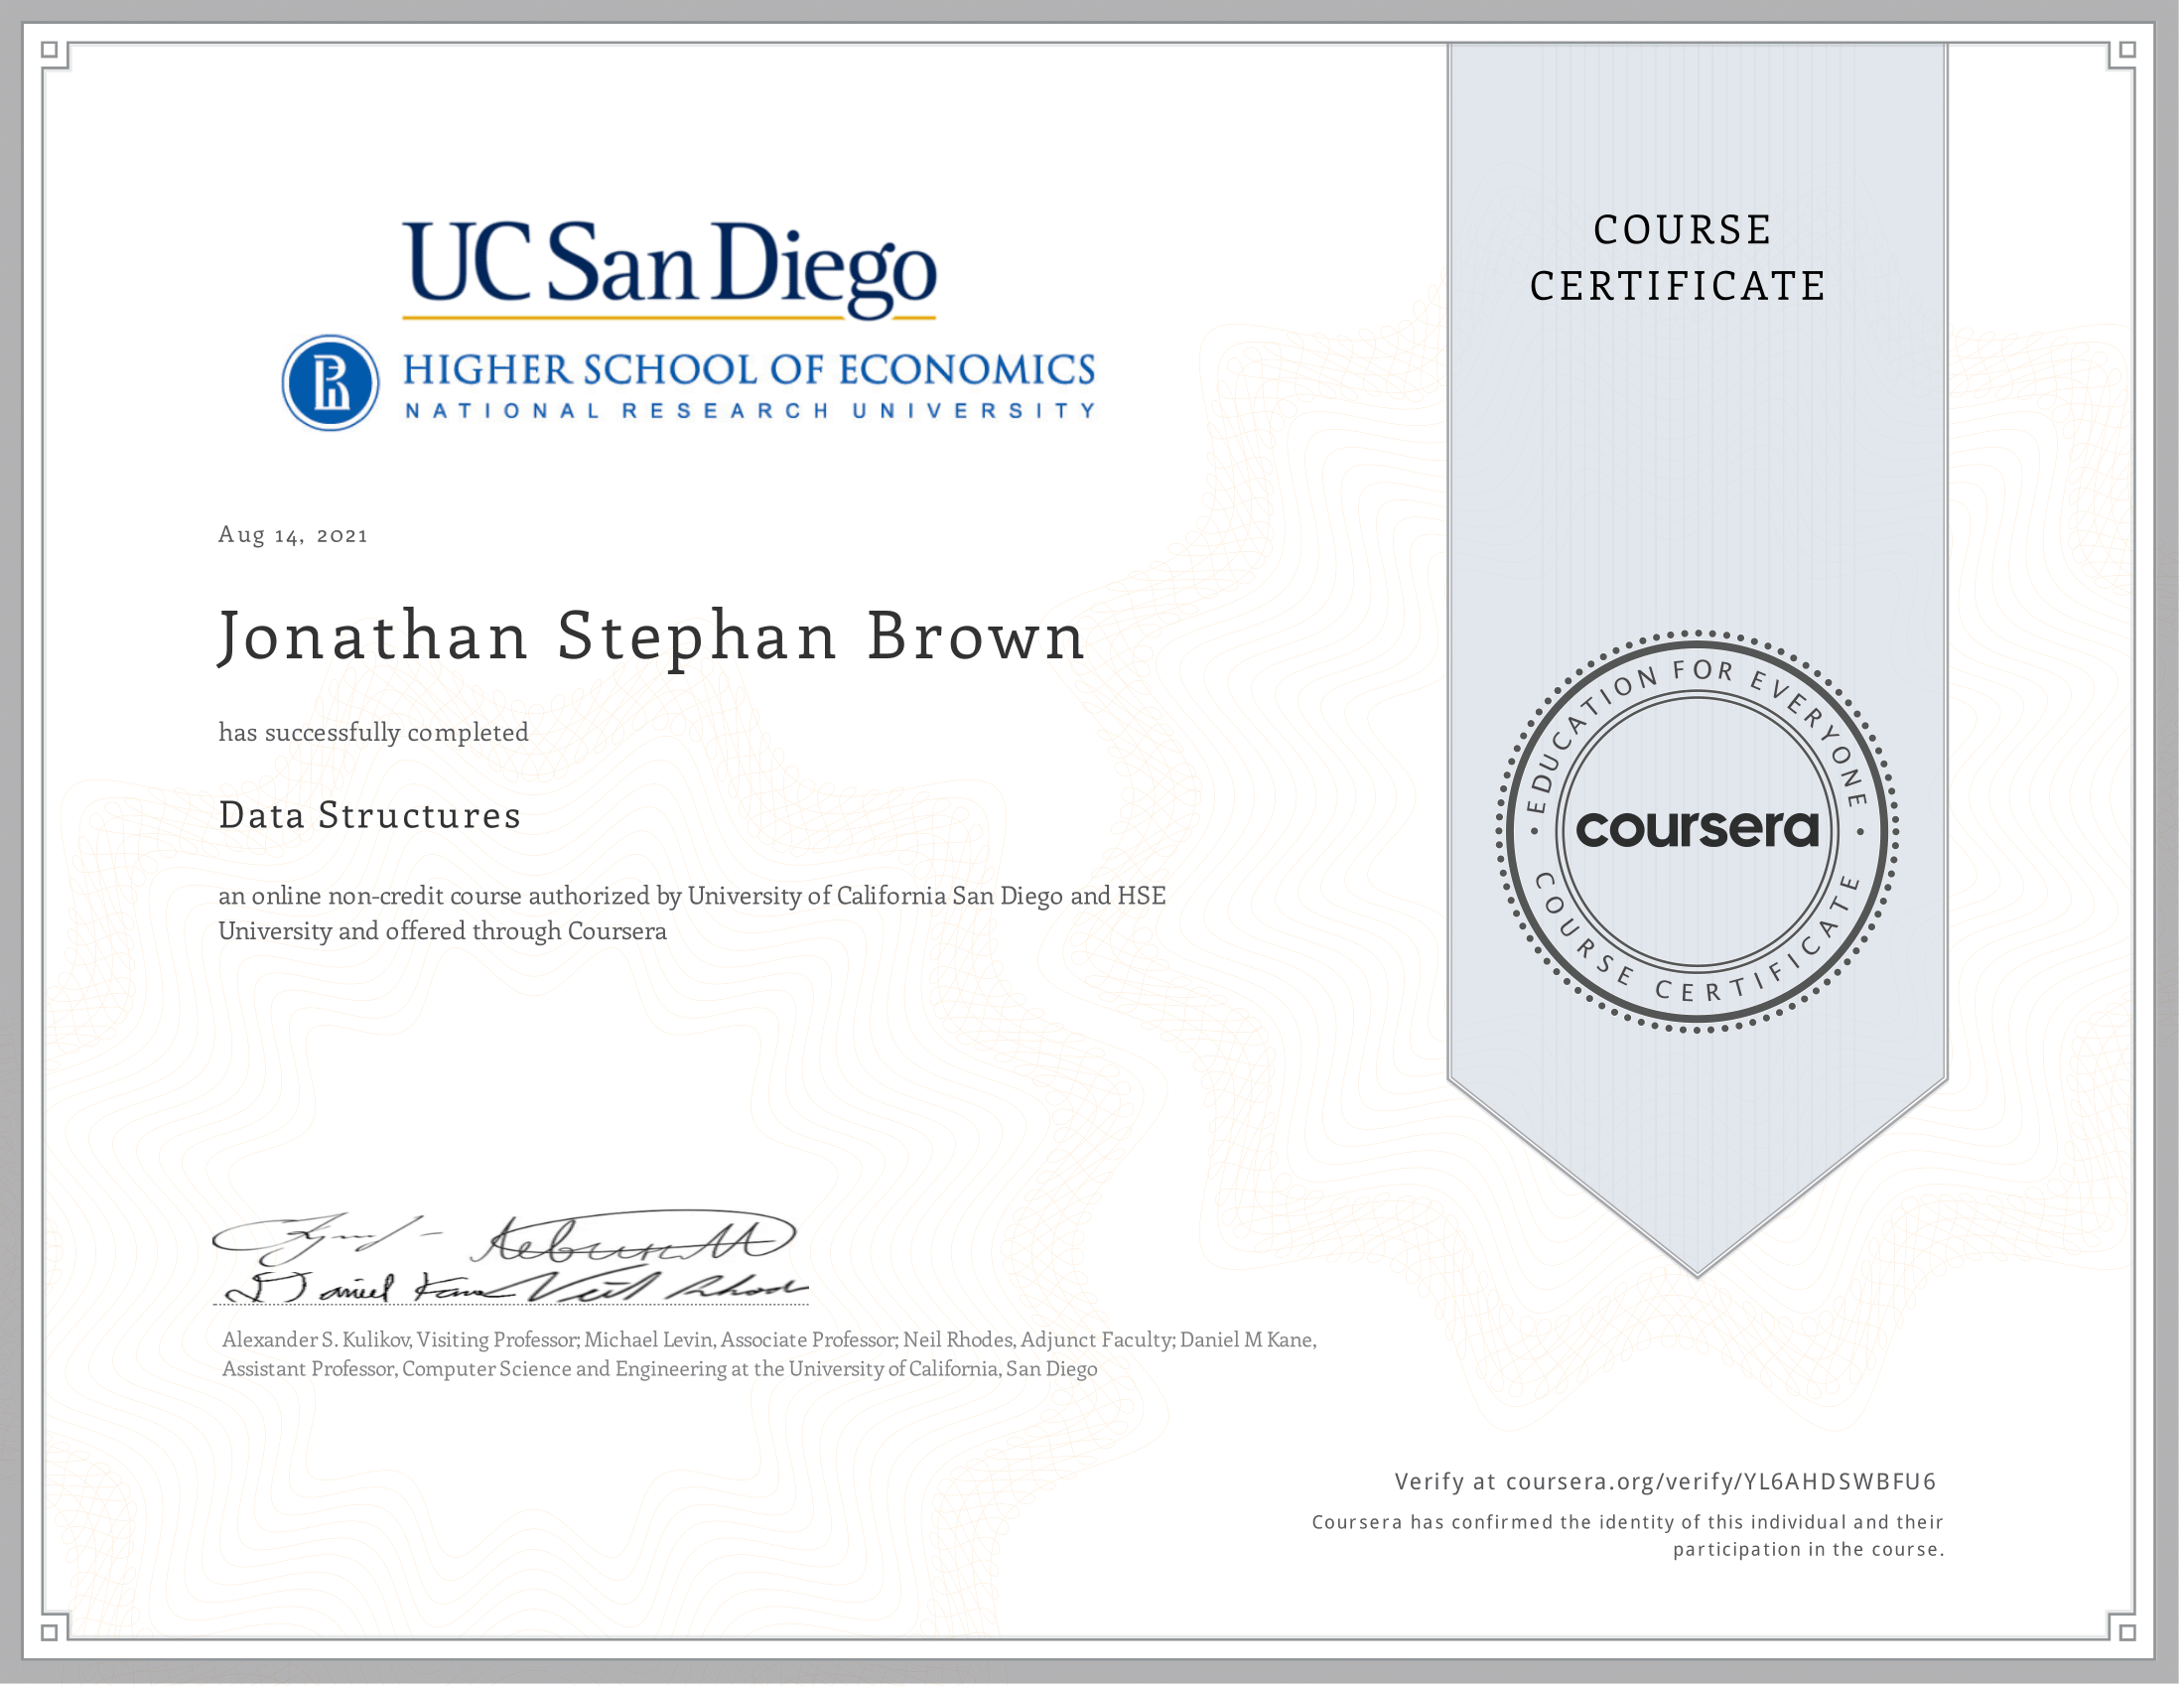 UC San Diego
HIGHER SCHOOL OF ECONOMICS
NATIONAL RESEARCH UNIVERSITY
COURSE
CERTIFICATE
Aug 14, 2021
Jonathan Stephan Brown
has successfully completed
Data Structures
an online non-credit course authorized by University of California San Diego and HSE
University and offered through Coursera
EDUCATION FOR EVERYONE
coursera
COURSE CERTIFICATE
Daniel Kane Neil Rhodes
Alexander S. Kulikov, Visiting Professor; Michael Levin, Associate Professor; Neil Rhodes, Adjunct Faculty; Daniel M Kane,
Assistant Professor, Computer Science and Engineering at the University of California, San Diego
Verify at coursera.org/verify/YL6AHDSWBFU6
Coursera has confirmed the identity of this individual and their
participation in the course.